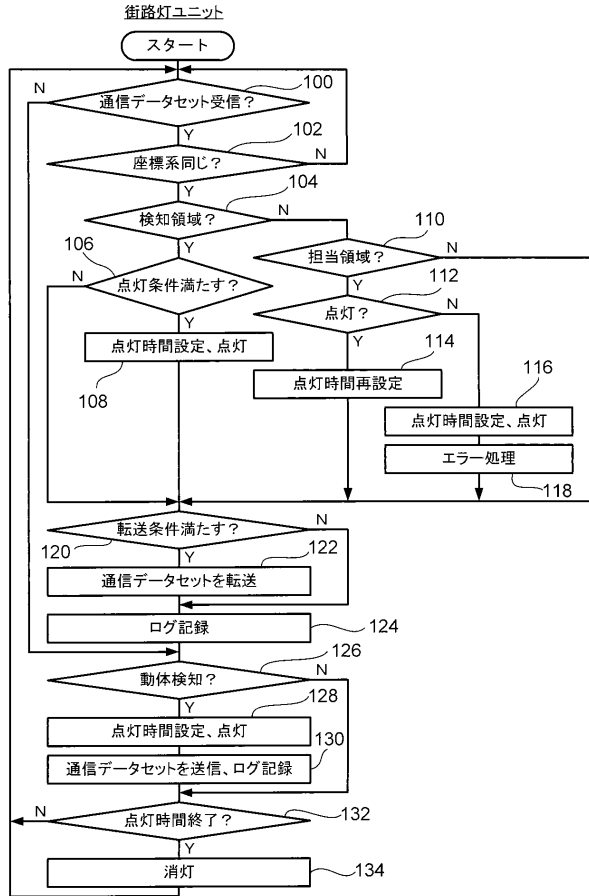 街路灯ユニット
スタート
100
N
通信データセット受信？
Y
102
座標系同じ？
N
Y
104
検知領域？
N
Y
110
106
担当領域？
N
N
点灯条件満たす？
Y
112
点灯？
N
Y
Y
点灯時間設定、点灯
108
114
点灯時間再設定
116
点灯時間設定、点灯
エラー処理
118
転送条件満たす？
N
120
Y
122
通信データセットを転送
ログ記録
124
126
動体検知？
N
Y
128
点灯時間設定、点灯
130
通信データセットを送信、ログ記録
N
点灯時間終了？
132
Y
消灯
134